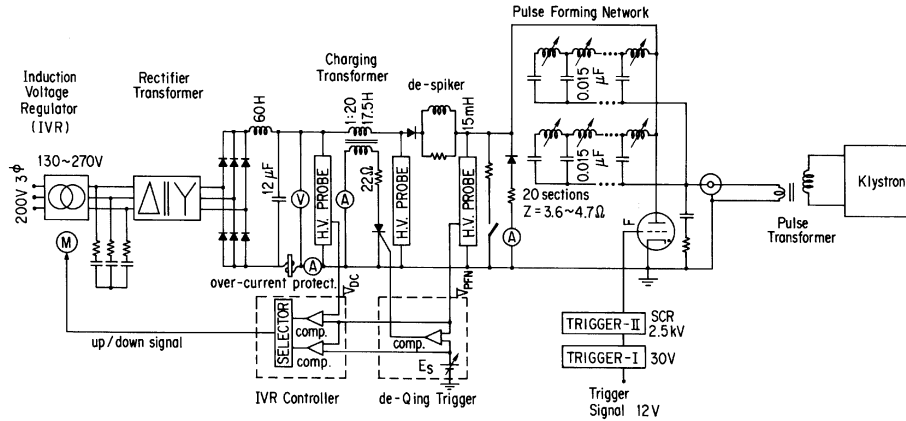 Pulse Forming Network
Induction
Voltage
Regulator
(IVR)
Rectifier
Transformer
Charging
Transformer
de-spiker
200V 3φ
130~270V
M
Δ||Y
60H
12μF
V
H.V. PROBE
A
1:20
17.5H
22Ω
A
H.V. PROBE
15mH
H.V. PROBE
A
0.015
μF
0.015
μF
20 sections
Z=3.6~4.7Ω
F
Pulse
Transformer
Klystron
over-current protect.
VDC
VPFN
up/down signal
SELECTOR
comp.
comp.
comp.
ES
IVR Controller
de-Qing Trigger
TRIGGER-II
SCR
2.5kV
TRIGGER-I
30V
Trigger
Signal 12V